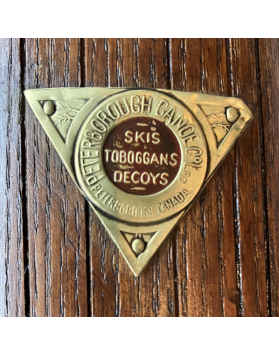 PETERBOROUGH CANOE CO. LTD.
SKIS
TOBOGGANS
DECOYS
PETERBOROUGH CANADA